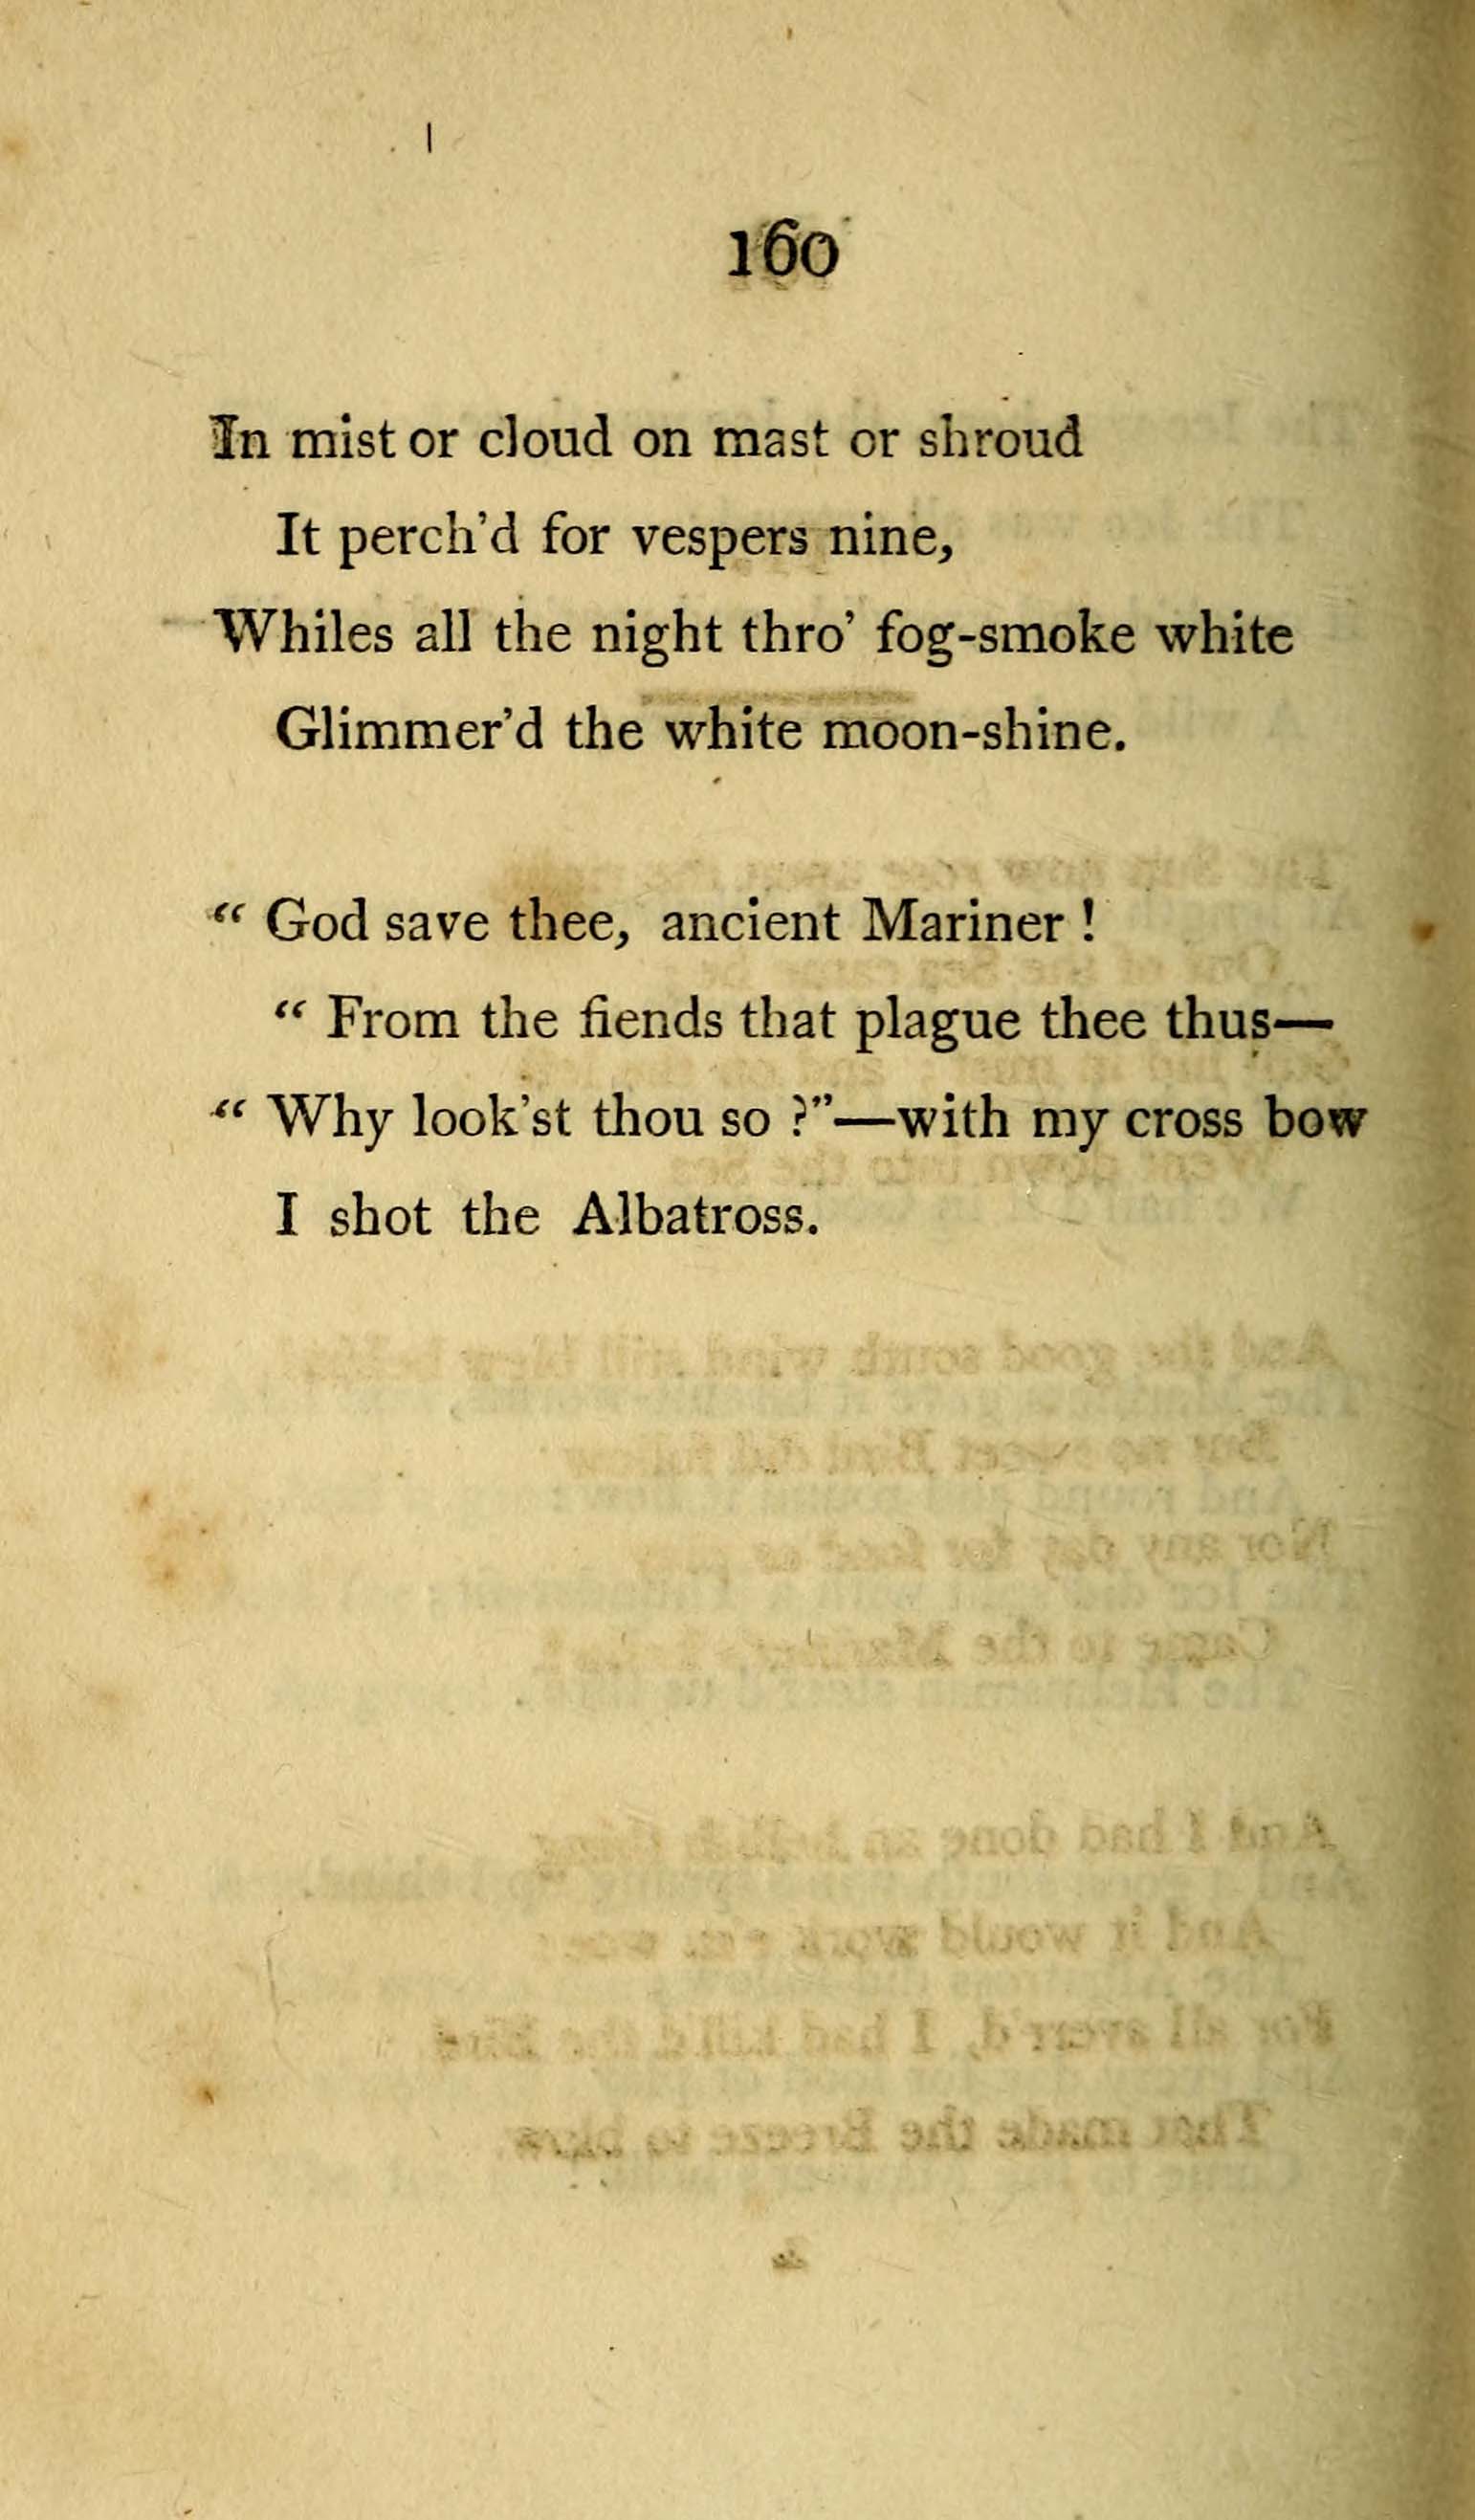 160
In mist or cloud on mast or shroud
It perch'd for vespers nine,
Whiles all the night thro' fog-smoke white
Glimmer'd the white moon-shine.
“ God save thee, ancient Mariner !
“ From the fiends that plague thee thus—
“ Why look'st thou so ?”—with my cross bow
I shot the Albatross.